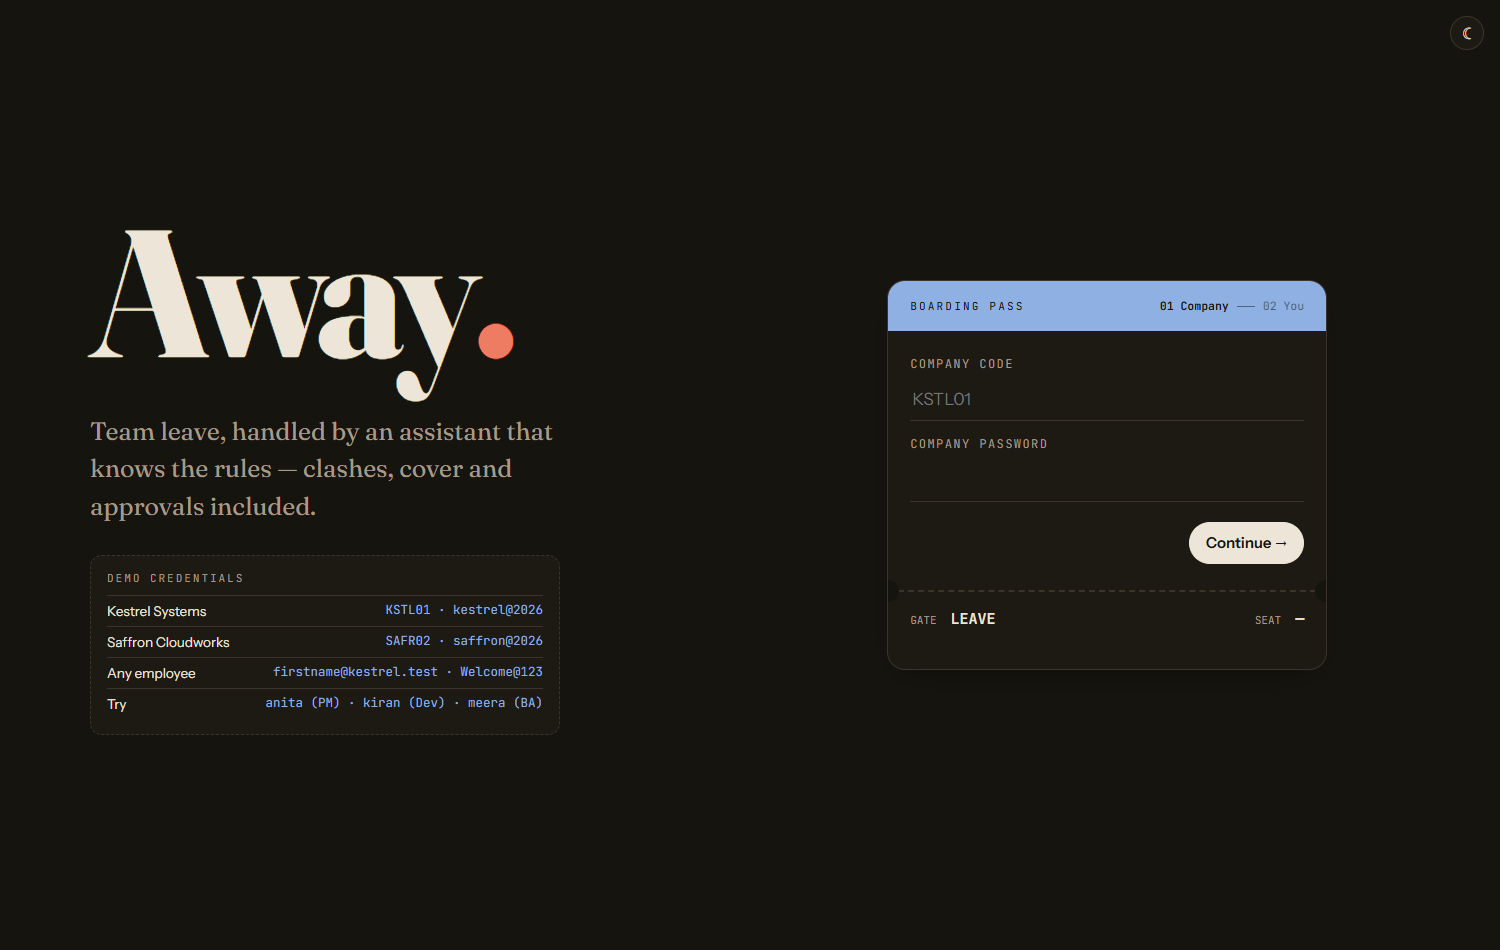 Away.
Team leave, handled by an assistant that
knows the rules — clashes, cover and
approvals included.
DEMO CREDENTIALS
Kestrel Systems KSTL01 · kestrel@2026
Saffron Cloudworks SAFR02 · saffron@2026
Any employee firstname@kestrel.test · Welcome@123
Try anita (PM) · kiran (Dev) · meera (BA)
BOARDING PASS 01 Company — 02 You
COMPANY CODE
KSTL01
COMPANY PASSWORD
Continue →
GATE LEAVE SEAT —